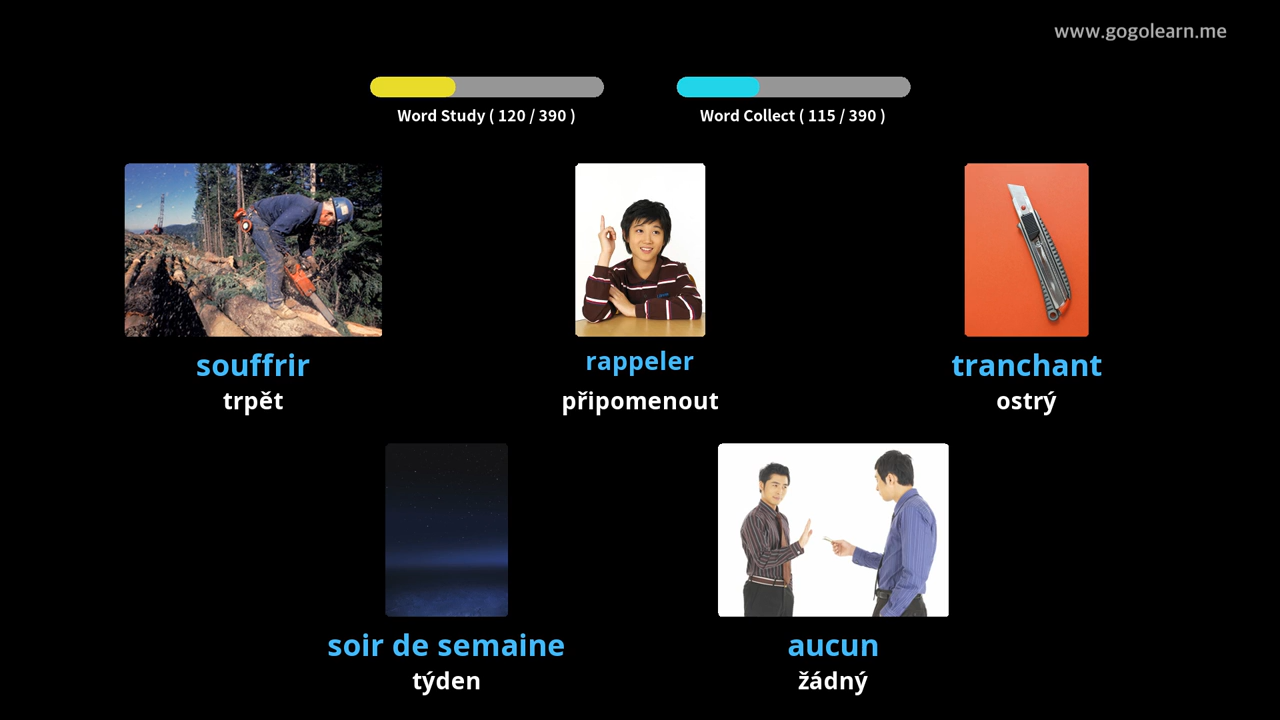 www.gogolearn.me
Word Study ( 120 / 390 )
Word Collect ( 115 / 390 )
souffrir
trpět
rappeler
připomenout
tranchant
ostrý
soir de semaine
týden
aucun
žádný